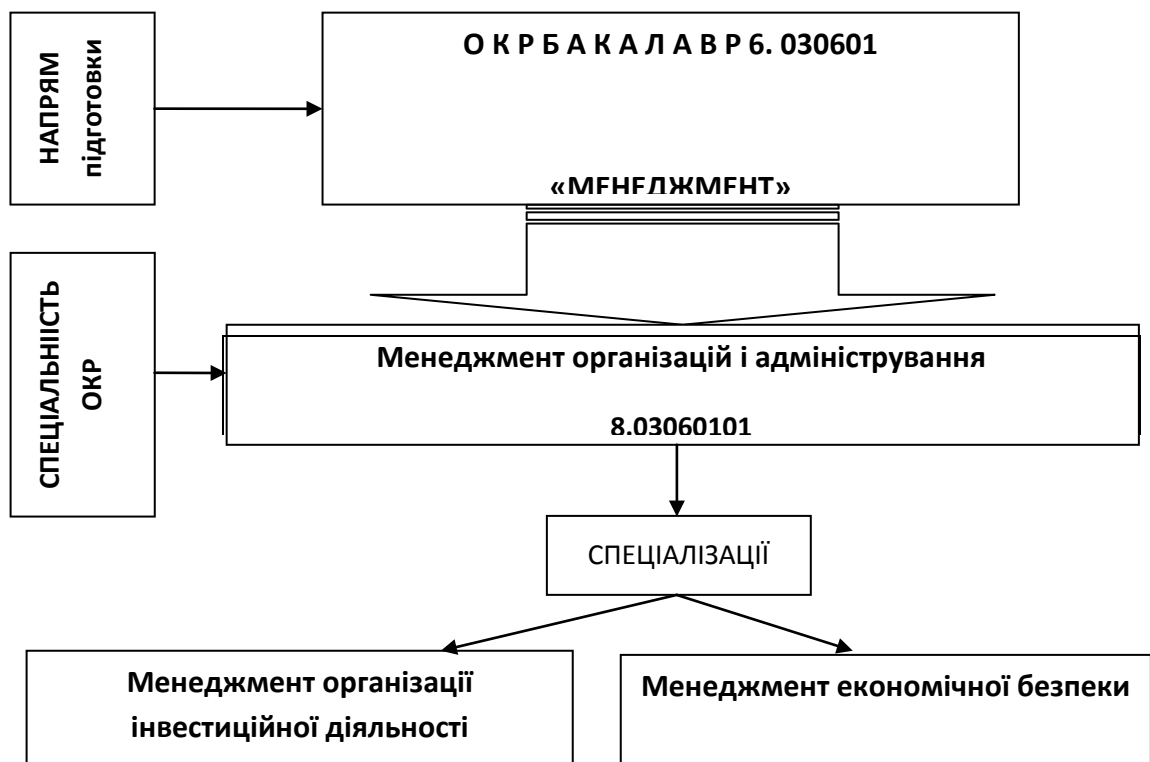 НАПРЯМ
підготовки
О К Р Б А К А Л А В Р 6. 030601
«МЕНЕДЖМЕНТ»
СПЕЦІАЛЬНІІСТЬ
ОКР
Менеджмент організацій і адміністрування
8.03060101
СПЕЦІАЛІЗАЦІЇ
Менеджмент організації
інвестиційної діяльності
Менеджмент економічної безпеки